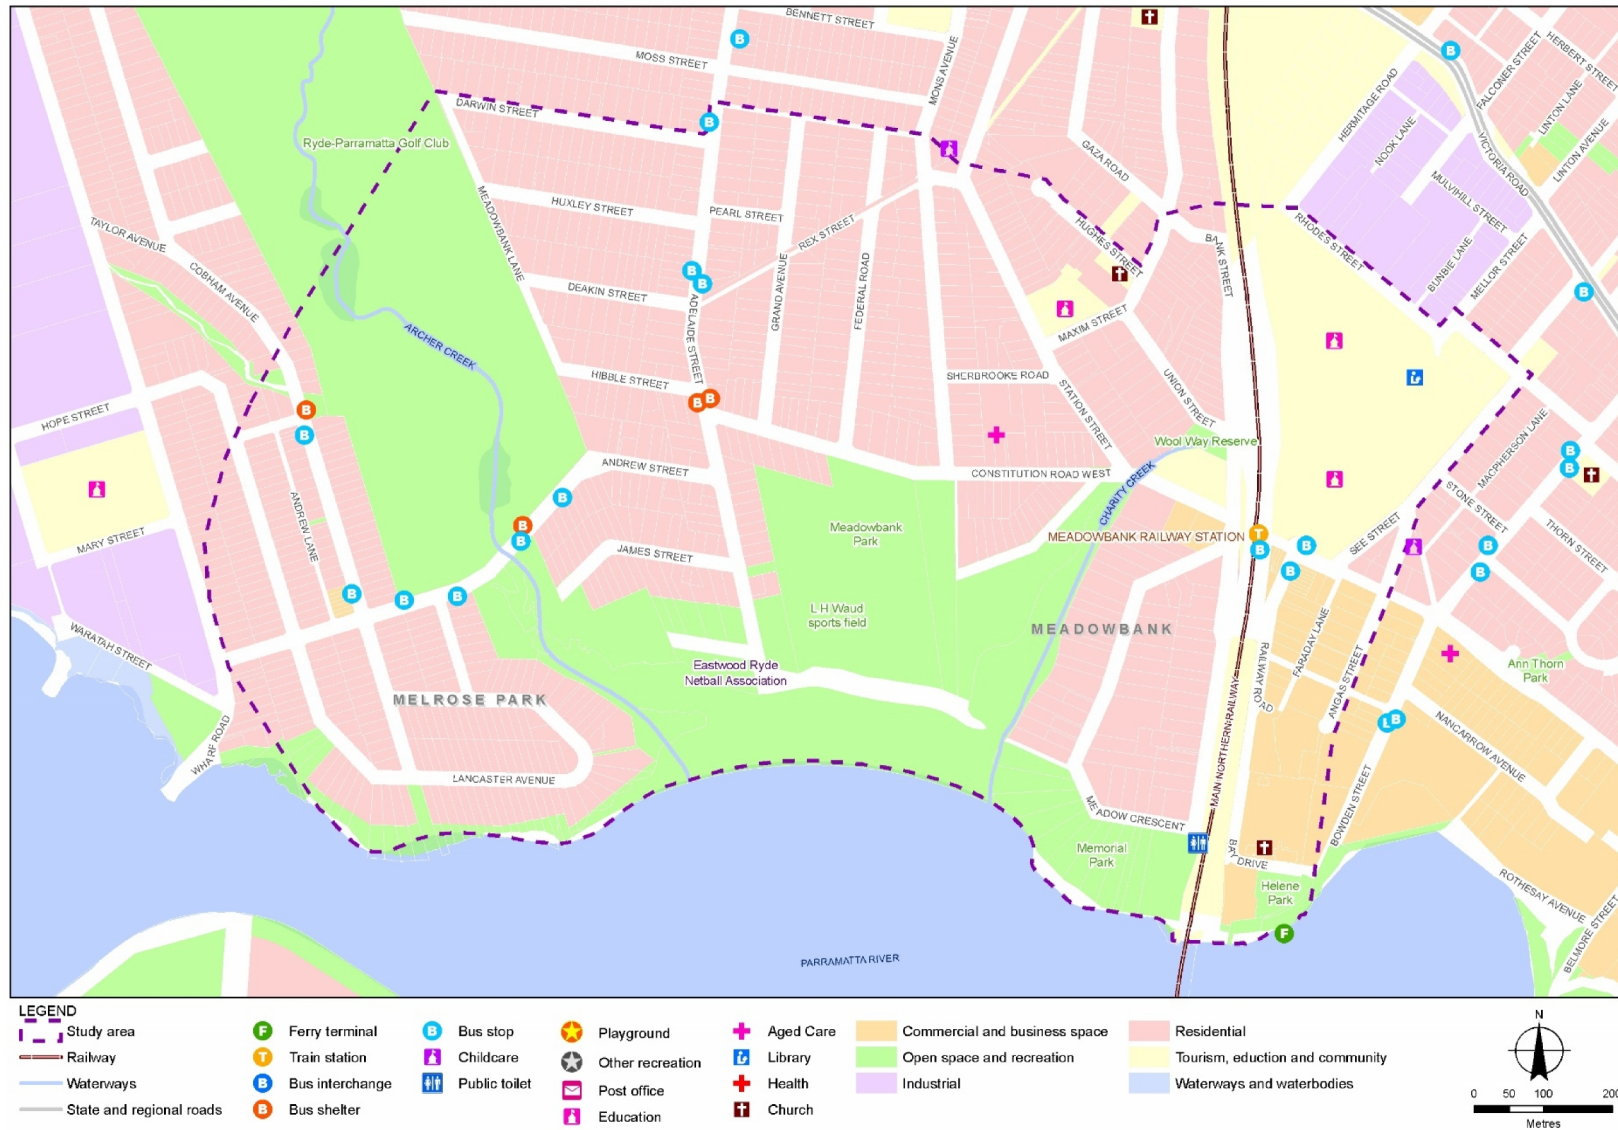 BENNETT STREET
MOSS STREET
MONS AVENUE
DARWIN STREET
Ryde-Parramatta Golf Club
HERBERT STREET
FALCONER STREET
LINTON LANE
LINTON AVENUE
HERMITAGE ROAD
NOOK LANE
VICTORIA ROAD
MULVIHILL STREET
GAZA ROAD
MEADOWBANK LANE
HUXLEY STREET
PEARL STREET
REX STREET
HUGHES STREET
BANK STREET
RHODES STREET
BUNBIE LANE
MELLOR STREET
TAYLOR AVENUE
COBHAM AVENUE
DEAKIN STREET
ADELAIDE STREET
GRAND AVENUE
FEDERAL ROAD
MAXIM STREET
ARCHER CREEK
HIBBLE STREET
SHERBROOKE ROAD
STATION STREET
UNION STREET
HOPE STREET
Wool Way Reserve
MACPHERSON LANE
ANDREW STREET
CONSTITUTION ROAD WEST
CHARITY CREEK
STONE STREET
ANDREW LANE
MARY STREET
Meadowbank
Park
MEADOWBANK RAILWAY STATION
SEE STREET
THORN STREET
JAMES STREET
L H Waud
sports field
MEADOWBANK
WARATAH STREET
Eastwood Ryde
Netball Association
RAILWAY ROAD
FARADAY LANE
ANGAS STREET
Ann Thorn
Park
MELROSE PARK
WHARF ROAD
MAIN NORTHERN RAILWAY
NANCARROW AVENUE
LANCASTER AVENUE
MEADOW CRESCENT
BOWDEN STREET
Memorial
Park
BAY DRIVE
Helene
Park
ROTHESAY AVENUE
BELMORE STREET
PARRAMATTA RIVER
LEGEND
Study area
Railway
Waterways
State and regional roads
F Ferry terminal
T Train station
B Bus interchange
B Bus shelter
B Bus stop
Childcare
Public toilet
Playground
Other recreation
Post office
Education
Aged Care
Library
Health
Church
Commercial and business space
Open space and recreation
Industrial
Residential
Tourism, eduction and community
Waterways and waterbodies
N
0 50 100 200
Metres